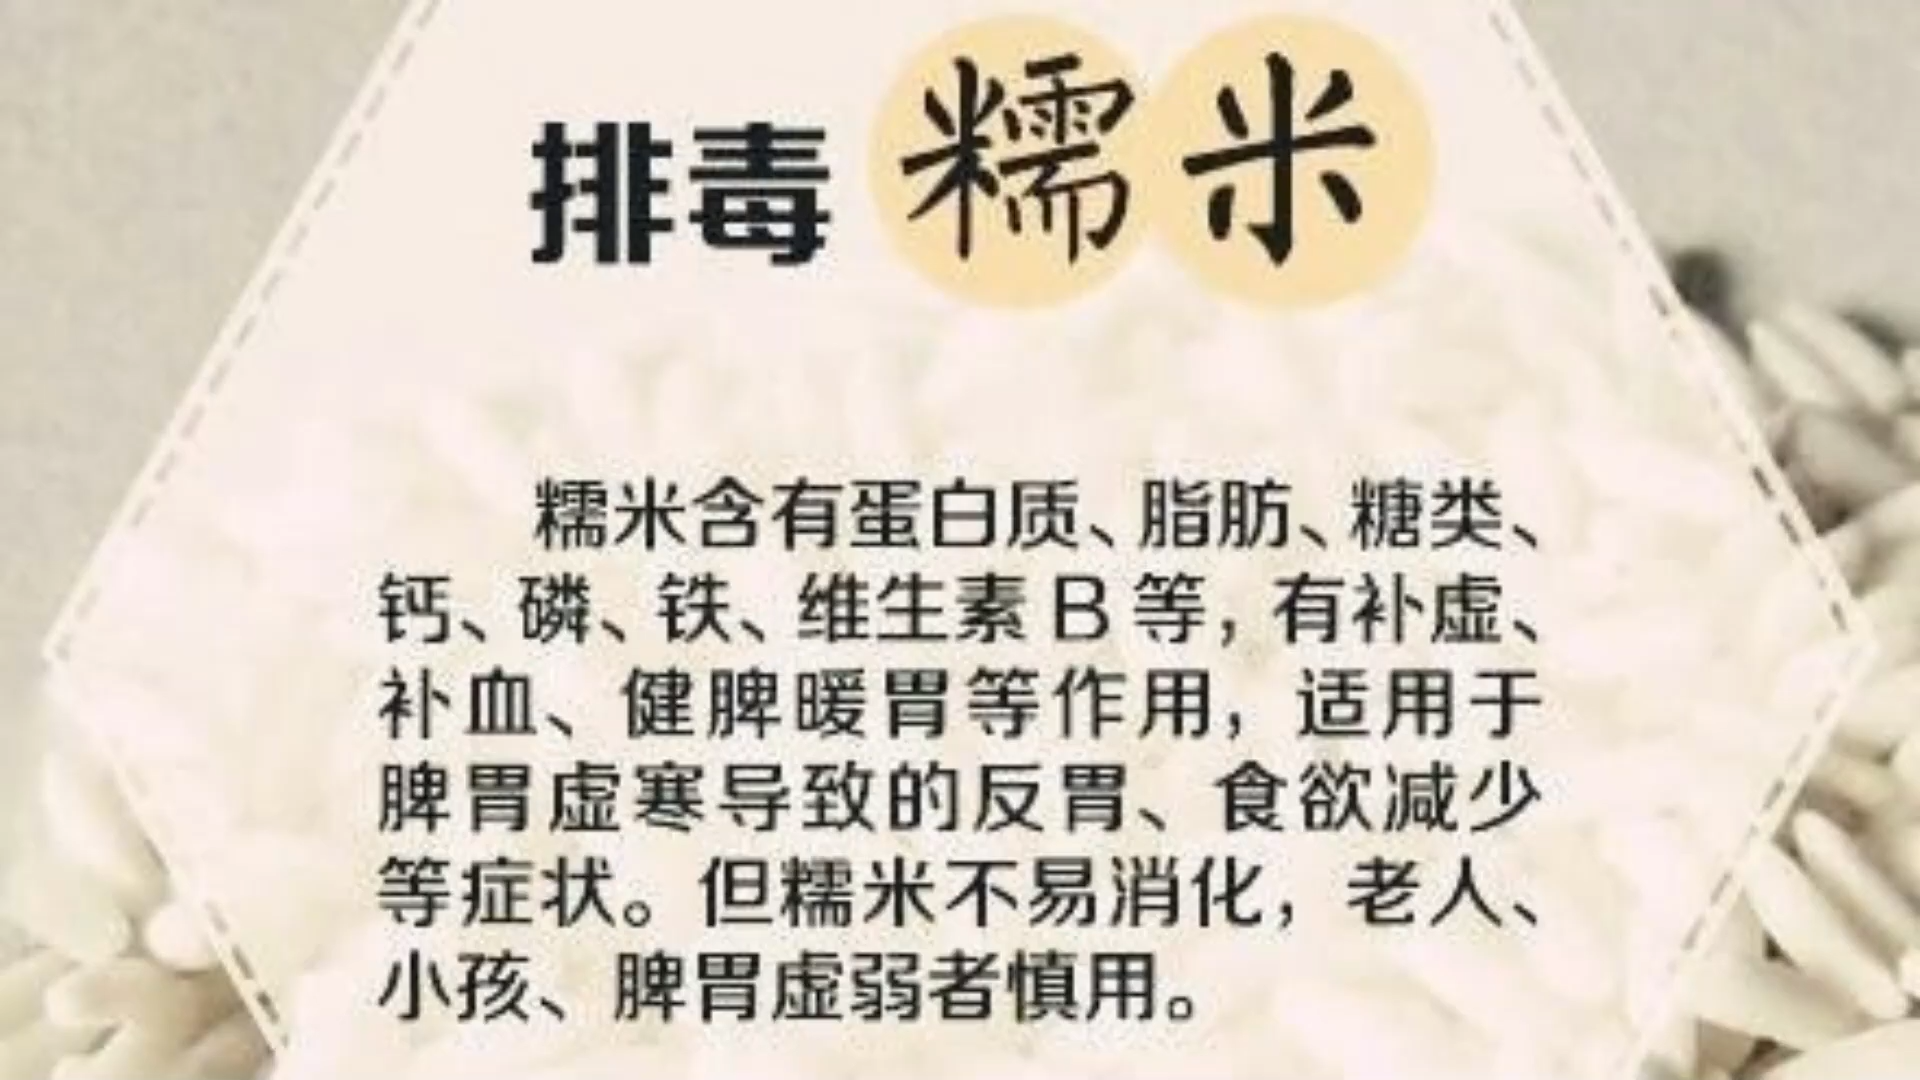 排毒糯米
糯米含有蛋白质、脂肪、糖类、
钙、磷、铁、维生素B等，有补虚、
补血、健脾暖胃等作用，适用于
脾胃虚寒导致的反胃、食欲减少
等症状。但糯米不易消化，老人、
小孩、脾胃虚弱者慎用。